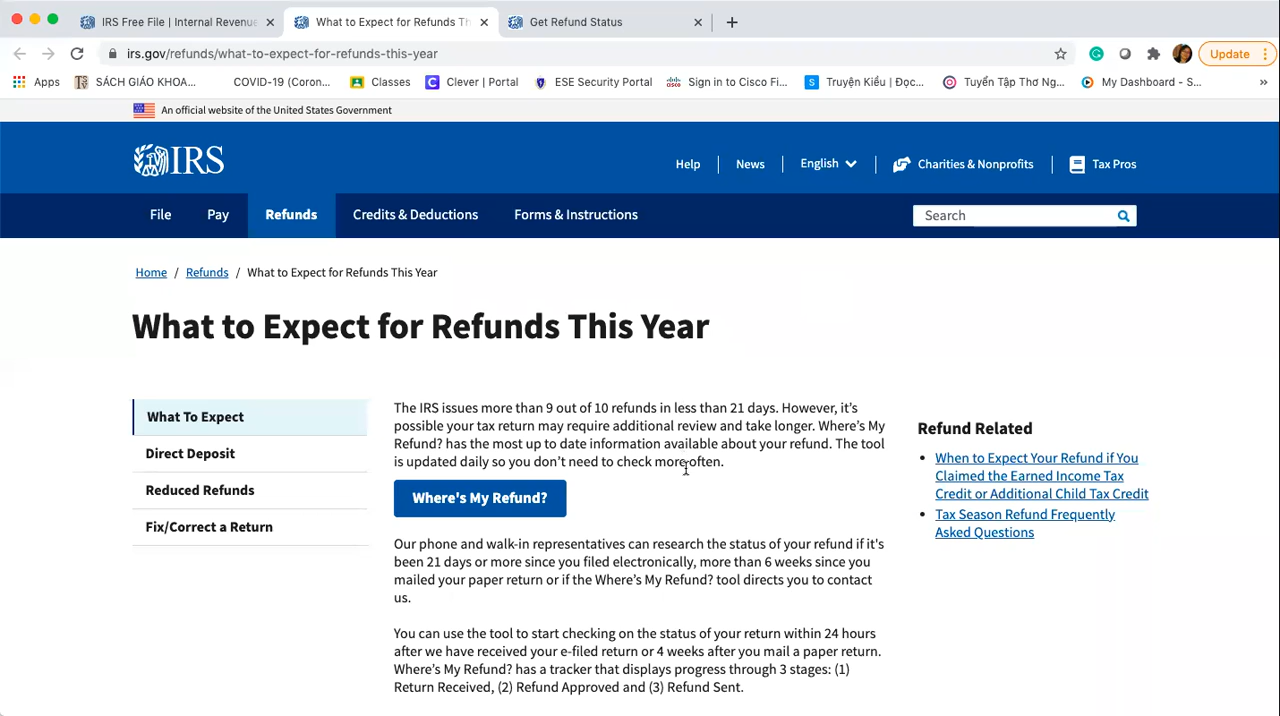 IRS Free File | Internal Revenue
What to Expect for Refunds Th
Get Refund Status
irs.gov/refunds/what-to-expect-for-refunds-this-year
Update
Apps
SÁCH GIÁO KHOA...
COVID-19 (Coron...
Classes
Clever | Portal
ESE Security Portal
Sign in to Cisco Fi...
Truyện Kiều | Đọc...
Tuyển Tập Thơ Ng...
My Dashboard - S...
»
An official website of the United States Government
IRS
Help
News
English
Charities & Nonprofits
Tax Pros
File
Pay
Refunds
Credits & Deductions
Forms & Instructions
Search
Home / Refunds / What to Expect for Refunds This Year
What to Expect for Refunds This Year
What To Expect
Direct Deposit
Reduced Refunds
Fix/Correct a Return
The IRS issues more than 9 out of 10 refunds in less than 21 days. However, it's
possible your tax return may require additional review and take longer. Where's My
Refund? has the most up to date information available about your refund. The tool
is updated daily so you don't need to check more often.
Where's My Refund?
Our phone and walk-in representatives can research the status of your refund if it's
been 21 days or more since you filed electronically, more than 6 weeks since you
mailed your paper return or if the Where's My Refund? tool directs you to contact
us.
You can use the tool to start checking on the status of your return within 24 hours
after we have received your e-filed return or 4 weeks after you mail a paper return.
Where's My Refund? has a tracker that displays progress through 3 stages: (1)
Return Received, (2) Refund Approved and (3) Refund Sent.
Refund Related
When to Expect Your Refund if You
Claimed the Earned Income Tax
Credit or Additional Child Tax Credit
Tax Season Refund Frequently
Asked Questions